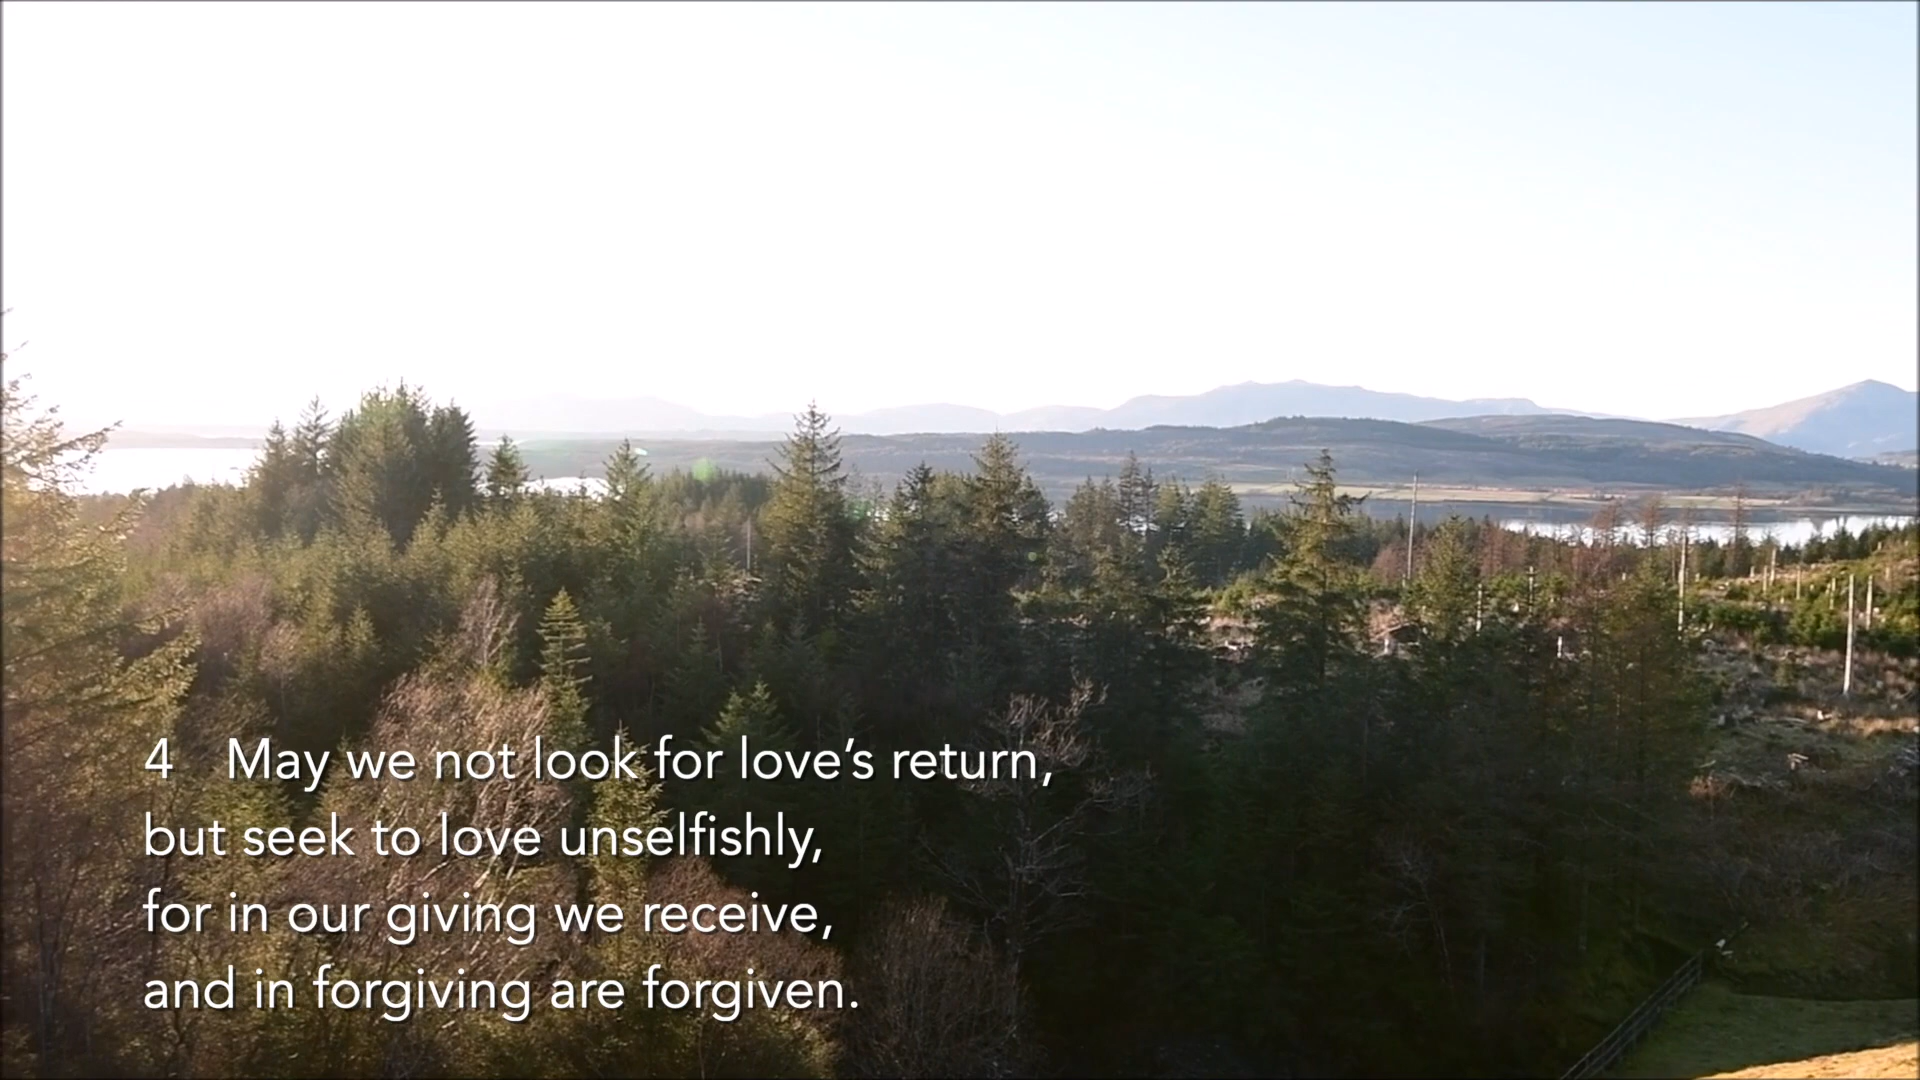 4 May we not look for love’s return,
but seek to love unselfishly,
for in our giving we receive,
and in forgiving are forgiven.